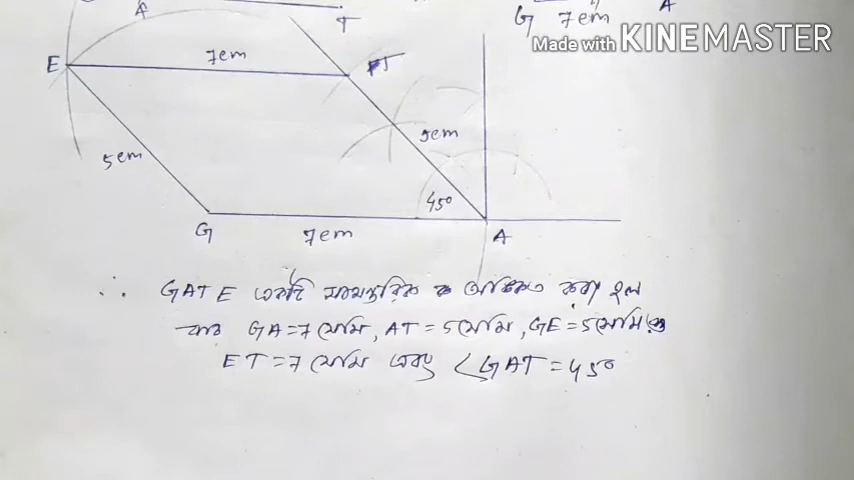 A
T
G 7cm
A
Made with KINEMASTER
E 7cm T
5cm
5cm
45°
G 7cm A
∴ GATE একটি সামান্তরিক অঙ্কিত করা হল
যার GA=7 সেমি, AT=5 সেমি, GE=5 সেমি ও
ET=7 সেমি এবং <GAT=45°